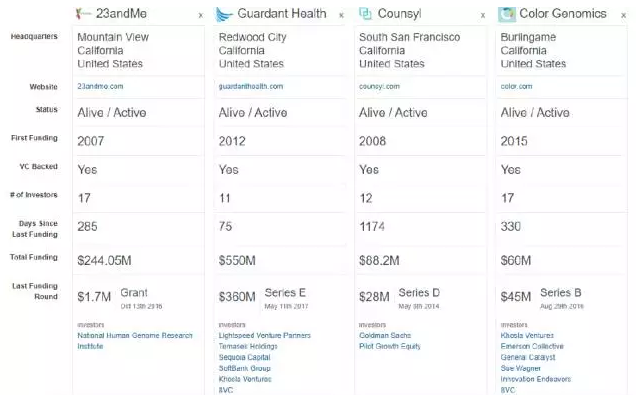 23andMe x Guardant Health x Counsyl x Color Genomics x
Headquarters Mountain View Redwood City South San Francisco Burlingame
California California California California
United States United States United States United States
Website 23andme.com guardanthealth.com counsyl.com color.com
Status Alive / Active Alive / Active Alive / Active Alive / Active
First Funding 2007 2012 2008 2015
VC Backed Yes Yes Yes Yes
# of Investors 17 11 12 17
Days Since
Last Funding 285 75 1174 330
Total Funding $244.05M $550M $88.2M $60M
Last Funding
Round $1.7M Grant $360M Series E $28M Series D $45M Series B
Oct 13th 2016 May 11th 2017 May 8th 2014 Aug 29th 2016
Investors Investors Investors Investors
National Human Genome Research Lightspeed Venture Partners Goldman Sachs Khosla Ventures
Institute Temasek Holdings Pilot Growth Equity Emerson Collective
Sequoia Capital General Catalyst
SoftBank Group Sue Wagner
Khosla Ventures Innovation Endeavors
8VC 8VC